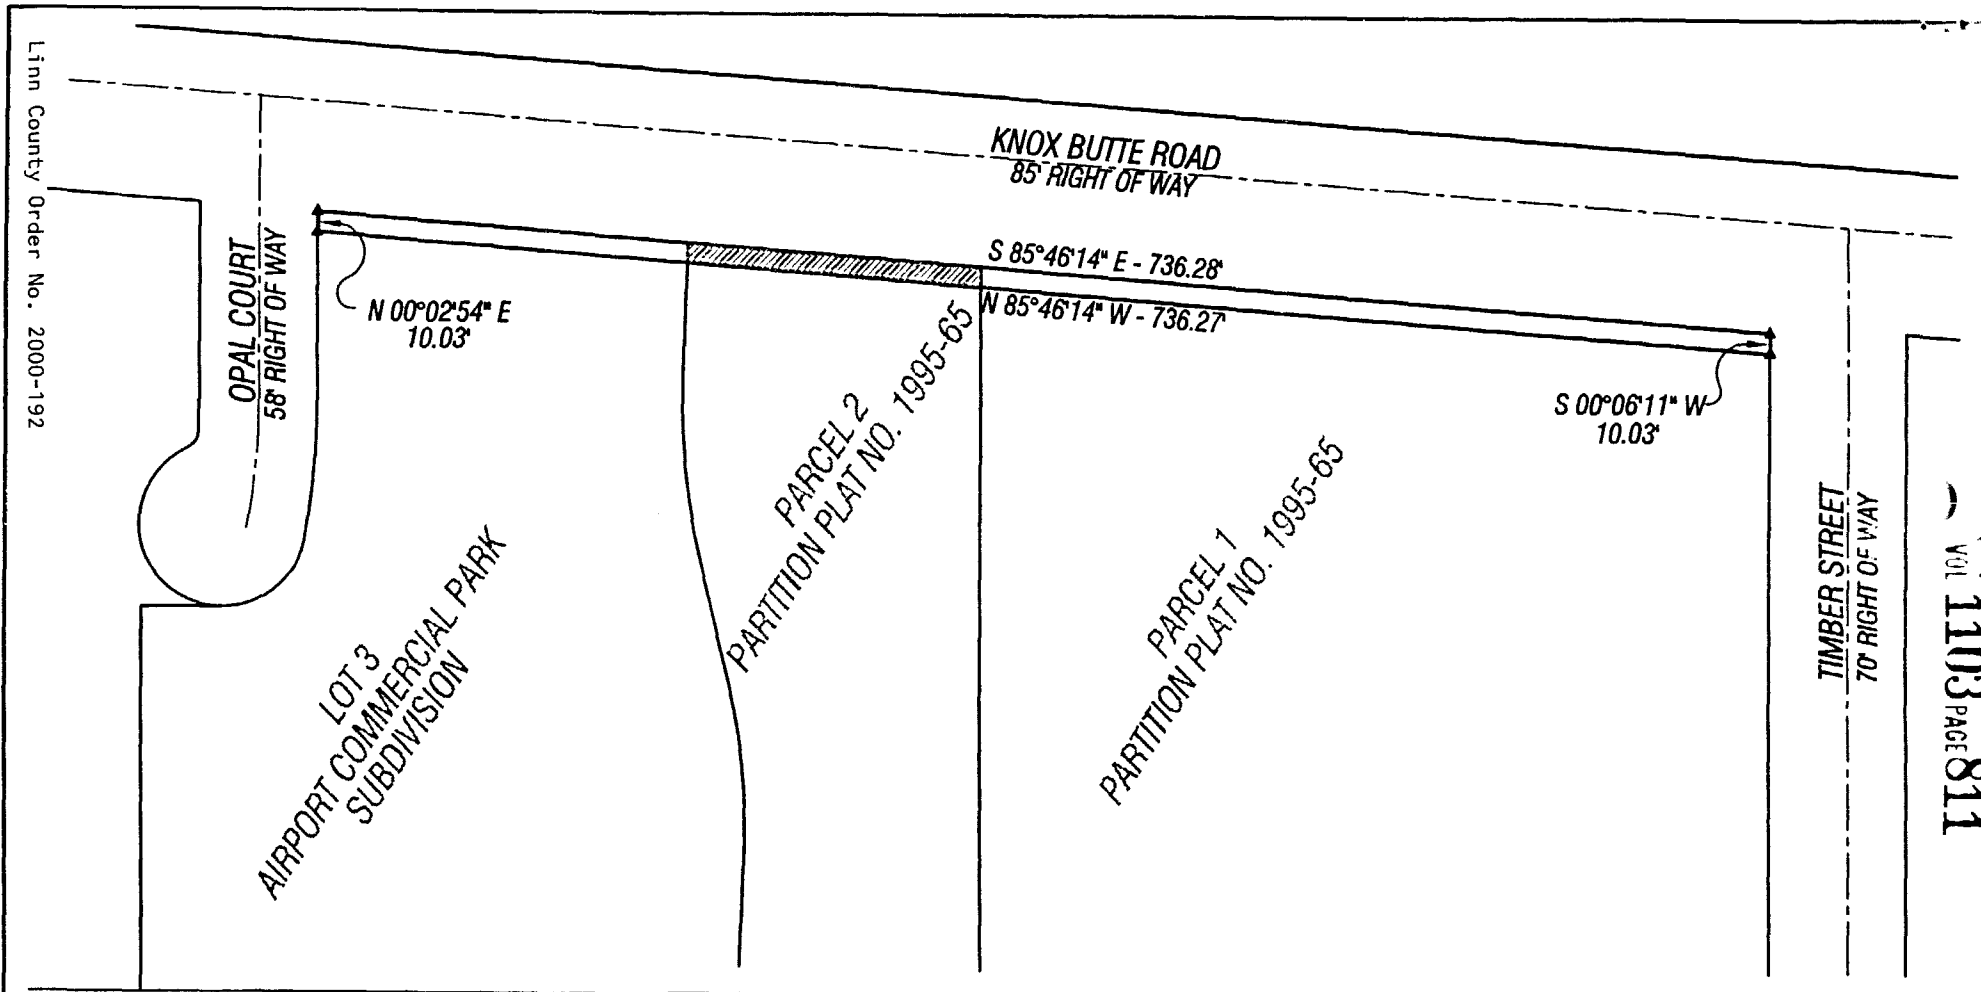 Linn County Order No. 2000-192
KNOX BUTTE ROAD
85' RIGHT OF WAY
OPAL COURT
58' RIGHT OF WAY
N 00°02'54" E
10.03'
S 85°46'14" E - 736.28'
N 85°46'14" W - 736.27'
S 00°06'11" W
10.03'
PARCEL 2
PARTITION PLAT NO. 1995-65
PARCEL 1
PARTITION PLAT NO. 1995-65
LOT 3
AIRPORT COMMERCIAL PARK
SUBDIVISION
TIMBER STREET
70' RIGHT OF WAY
VOL 1103 PAGE 811